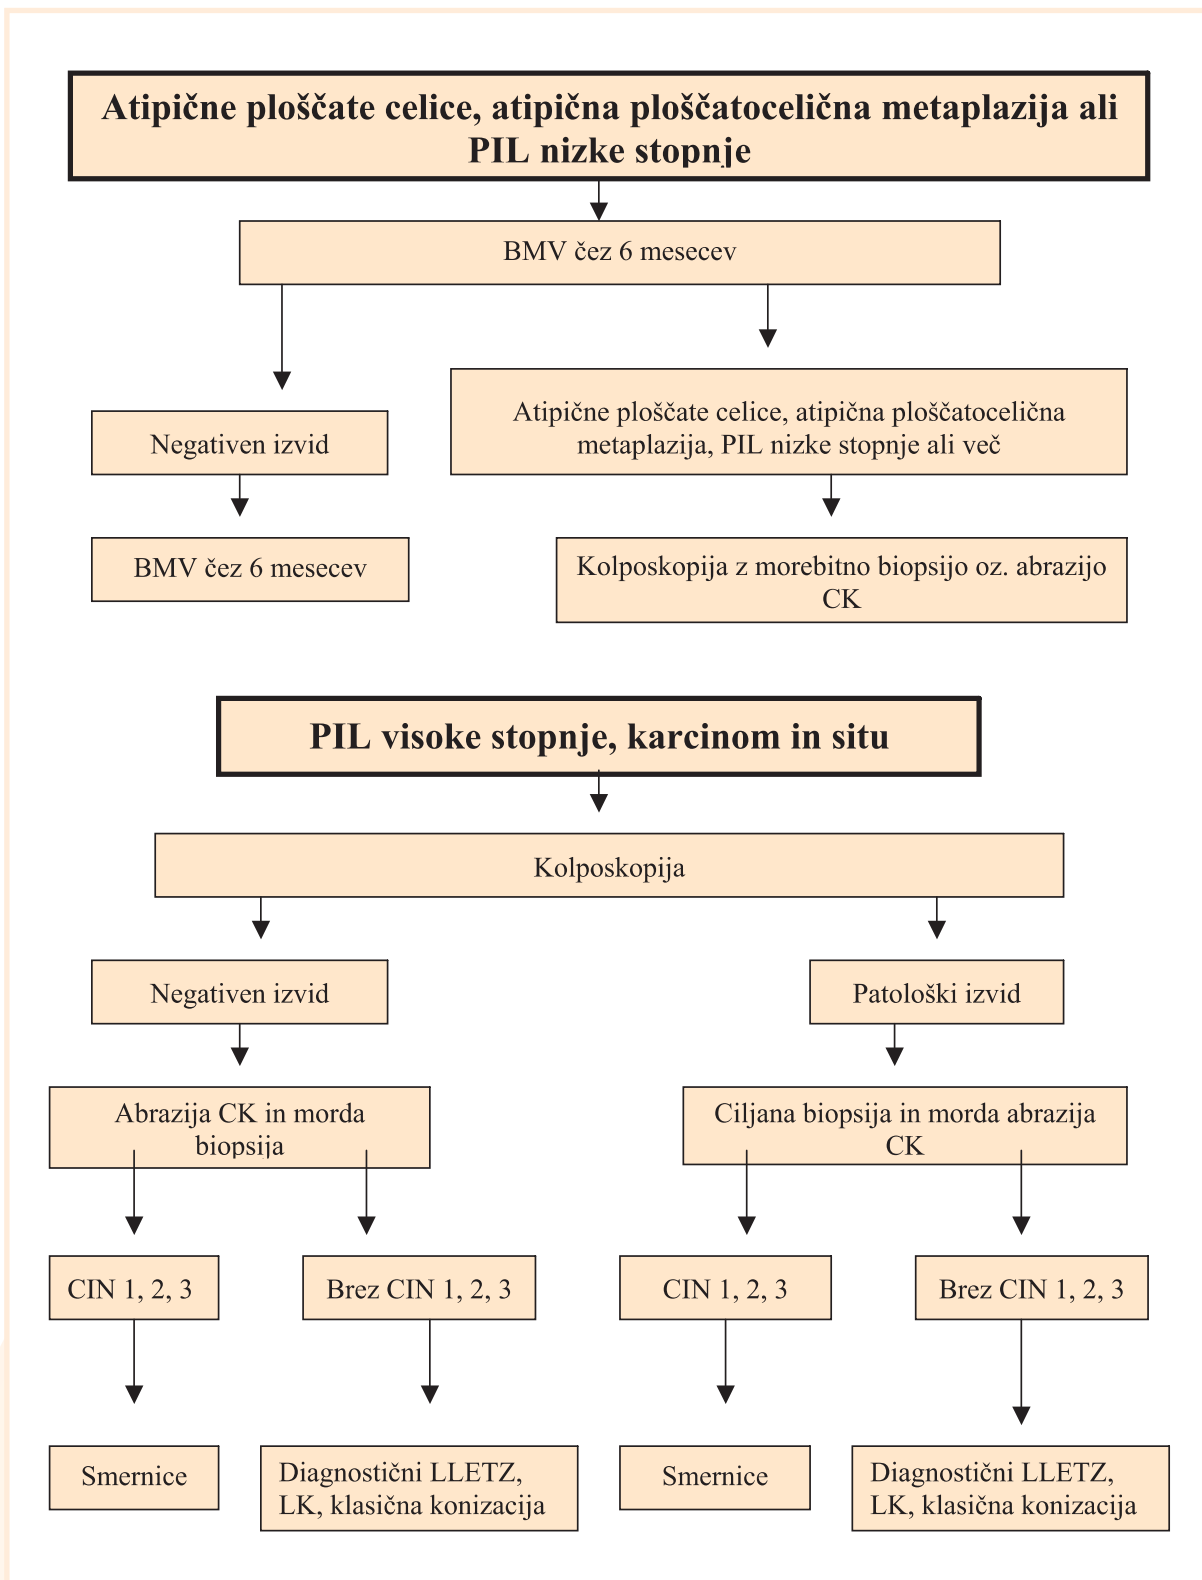 Atipične ploščate celice, atipična ploščatocelična metaplazija ali
PIL nizke stopnje
BMV čez 6 mesecev
Negativen izvid
Atipične ploščate celice, atipična ploščatocelična
metaplazija, PIL nizke stopnje ali več
BMV čez 6 mesecev
Kolposkopija z morebitno biopsijo oz. abrazijo
CK
PIL visoke stopnje, karcinom in situ
Kolposkopija
Negativen izvid
Patološki izvid
Abrazija CK in morda
biopsija
Ciljana biopsija in morda abrazija
CK
CIN 1, 2, 3
Brez CIN 1, 2, 3
CIN 1, 2, 3
Brez CIN 1, 2, 3
Smernice
Diagnostični LLETZ,
LK, klasična konizacija
Smernice
Diagnostični LLETZ,
LK, klasična konizacija